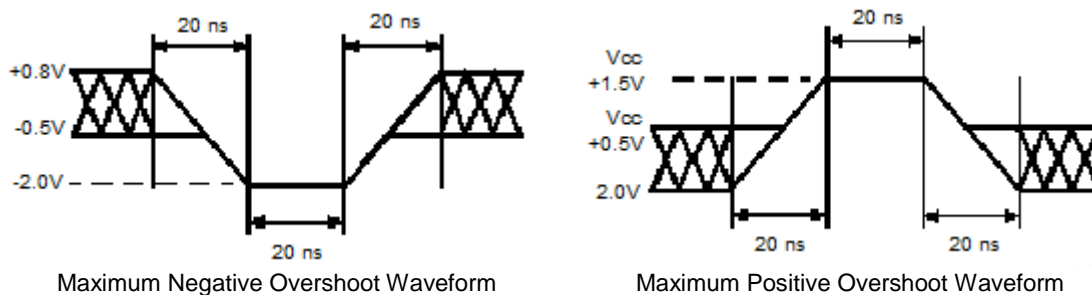 20 ns
20 ns
+0.8V
-0.5V
-2.0V
20 ns
Maximum Negative Overshoot Waveform
20 ns
Vcc
+1.5V
Vcc
+0.5V
2.0V
20 ns
20 ns
Maximum Positive Overshoot Waveform